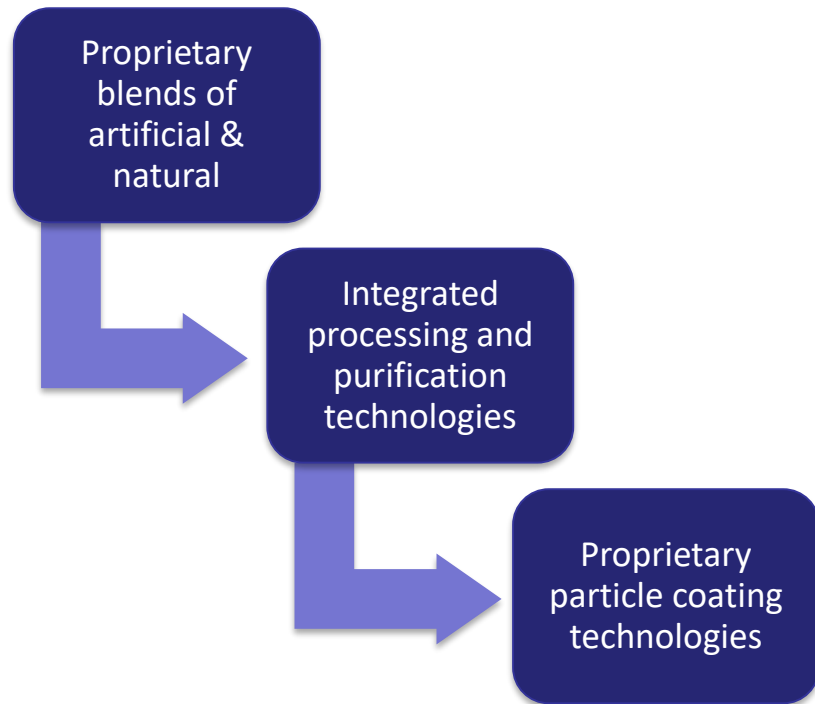 Proprietary
blends of
artificial &
natural
Integrated
processing and
purification
technologies
Proprietary
particle coating
technologies